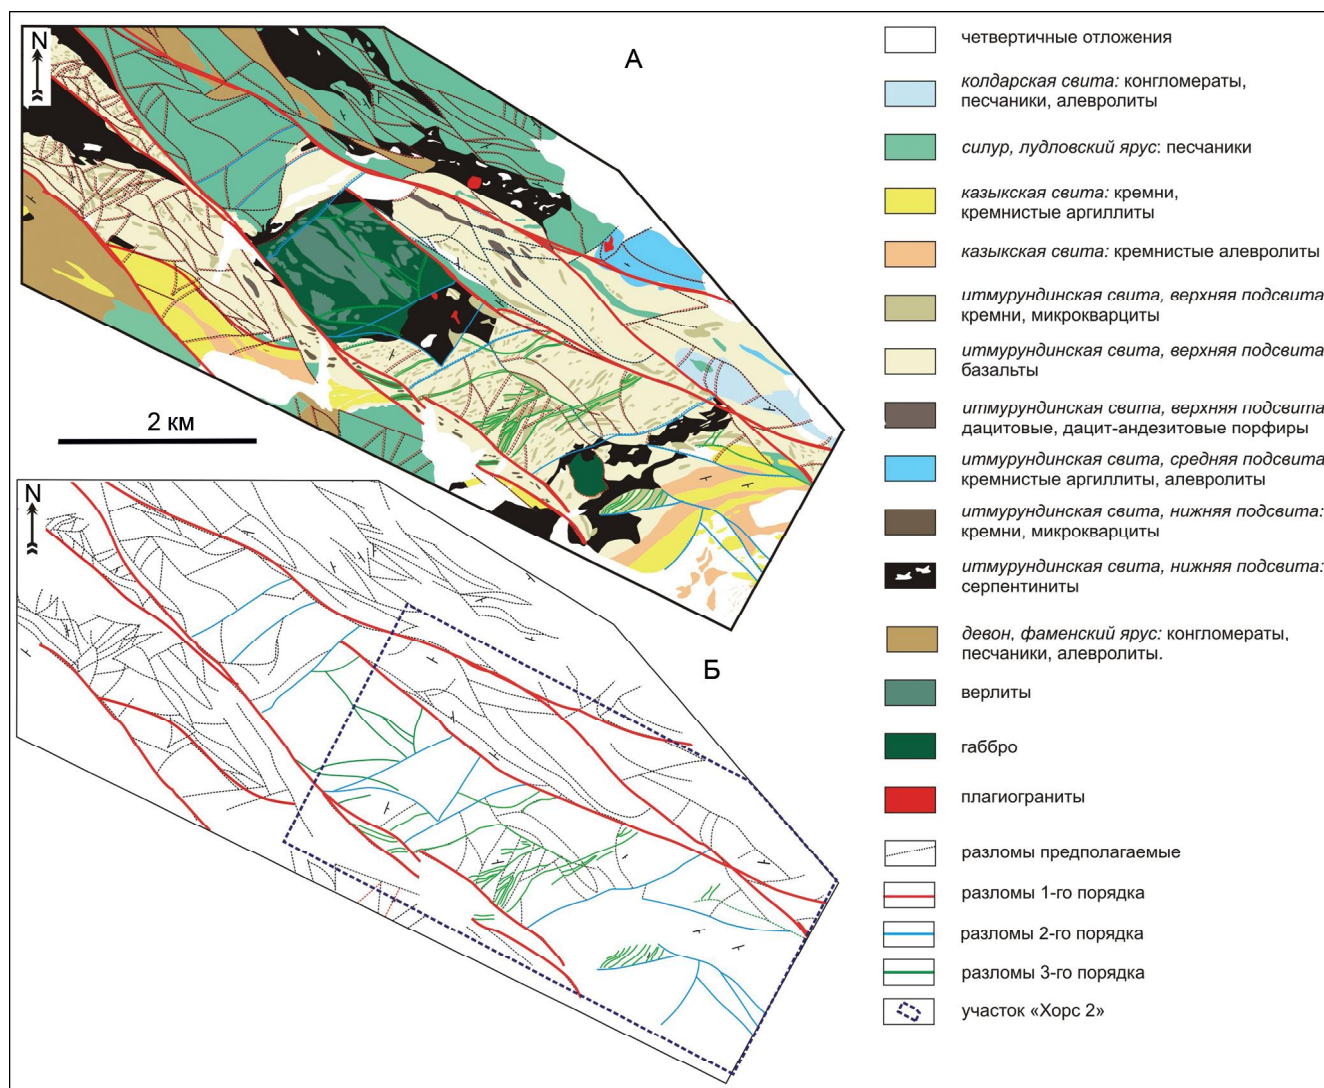 N
А
2 км
N
Б
четвертичные отложения
колдарская свита: конгломераты,
песчаники, алевролиты
силур, лудловский ярус: песчаники
казыкская свита: кремни,
кремнистые аргиллиты
казыкская свита: кремнистые алевролиты
итмурундинская свита, верхняя подсвита
кремни, микрокварциты
итмурундинская свита, верхняя подсвита
базальты
итмурундинская свита, верхняя подсвита
дацитовые, дацит-андезитовые порфиры
итмурундинская свита, средняя подсвита
кремнистые аргиллиты, алевролиты
итмурундинская свита, нижняя подсвита:
кремни, микрокварциты
итмурундинская свита, нижняя подсвита:
серпентиниты
девон, фаменский ярус: конгломераты,
песчаники, алевролиты.
верлиты
габбро
плагиограниты
разломы предполагаемые
разломы 1-го порядка
разломы 2-го порядка
разломы 3-го порядка
участок «Хорс 2»